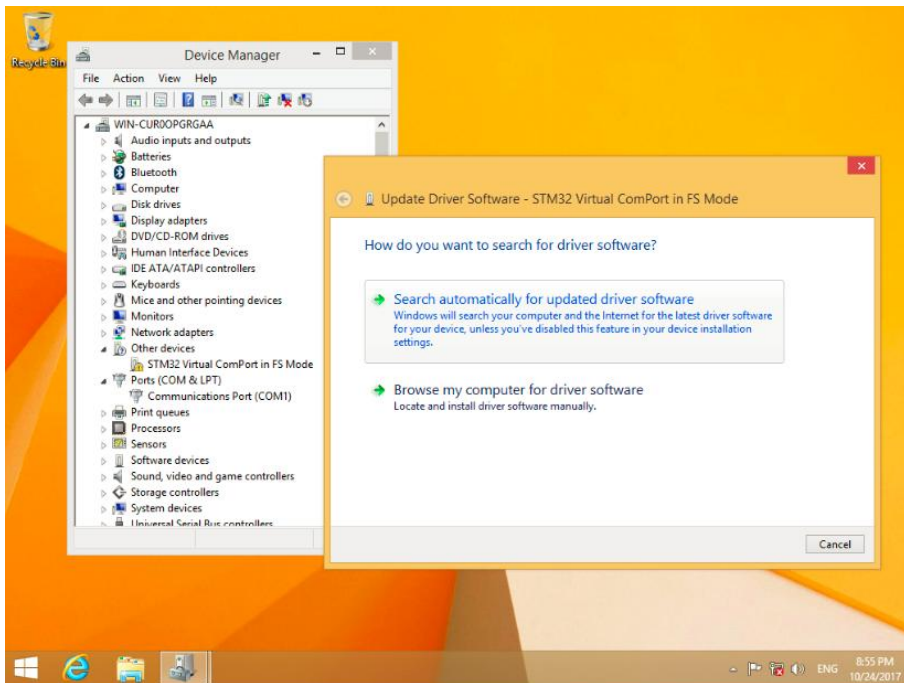 Recycle Bin
Device Manager
File Action View Help
WIN-CUR0OPGRGAA
Audio inputs and outputs
Batteries
Bluetooth
Computer
Disk drives
Display adapters
DVD/CD-ROM drives
Human Interface Devices
IDE ATA/ATAPI controllers
Keyboards
Mice and other pointing devices
Monitors
Network adapters
Other devices
STM32 Virtual ComPort in FS Mode
Ports (COM & LPT)
Communications Port (COM1)
Print queues
Processors
Sensors
Software devices
Sound, video and game controllers
Storage controllers
System devices
Universal Serial Bus controllers
Update Driver Software - STM32 Virtual ComPort in FS Mode
How do you want to search for driver software?
Search automatically for updated driver software
Windows will search your computer and the Internet for the latest driver software
for your device, unless you've disabled this feature in your device installation
settings.
Browse my computer for driver software
Locate and install driver software manually.
Cancel
ENG
8:55 PM
10/24/2017